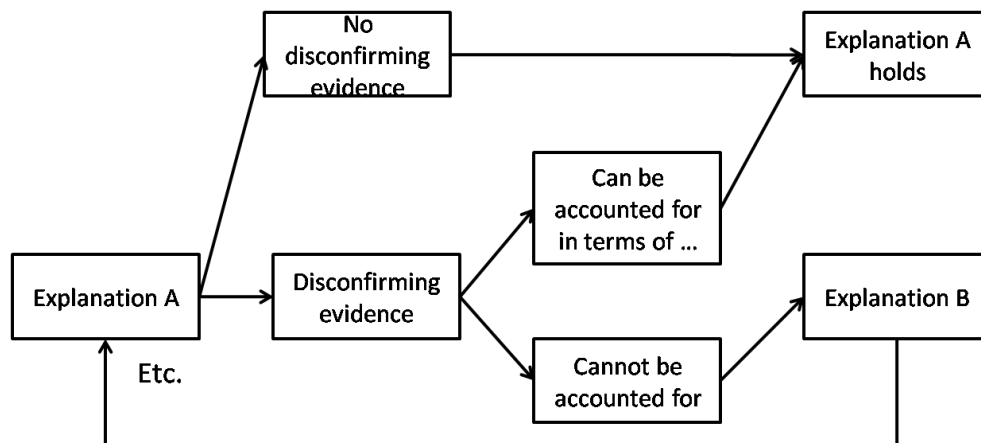 No
disconfirming
evidence
Explanation A
holds
Can be
accounted for
in terms of ...
Explanation A
Disconfirming
evidence
Explanation B
Etc.
Cannot be
accounted for